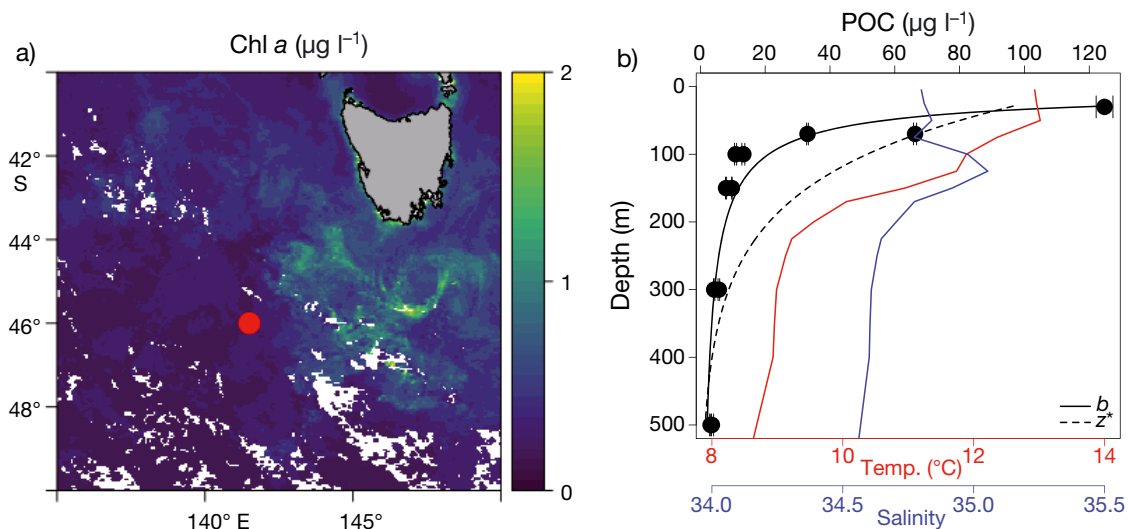 a)
Chl a (µg l⁻¹)
42°
S
44°
46°
48°
140° E
145°
2
1
0
b)
POC (µg l⁻¹)
0 20 40 60 80 100 120
Depth (m)
0
100
200
300
400
500
b
z*
8 10 12 14
Temp. (°C)
34.0 34.5 35.0 35.5
Salinity